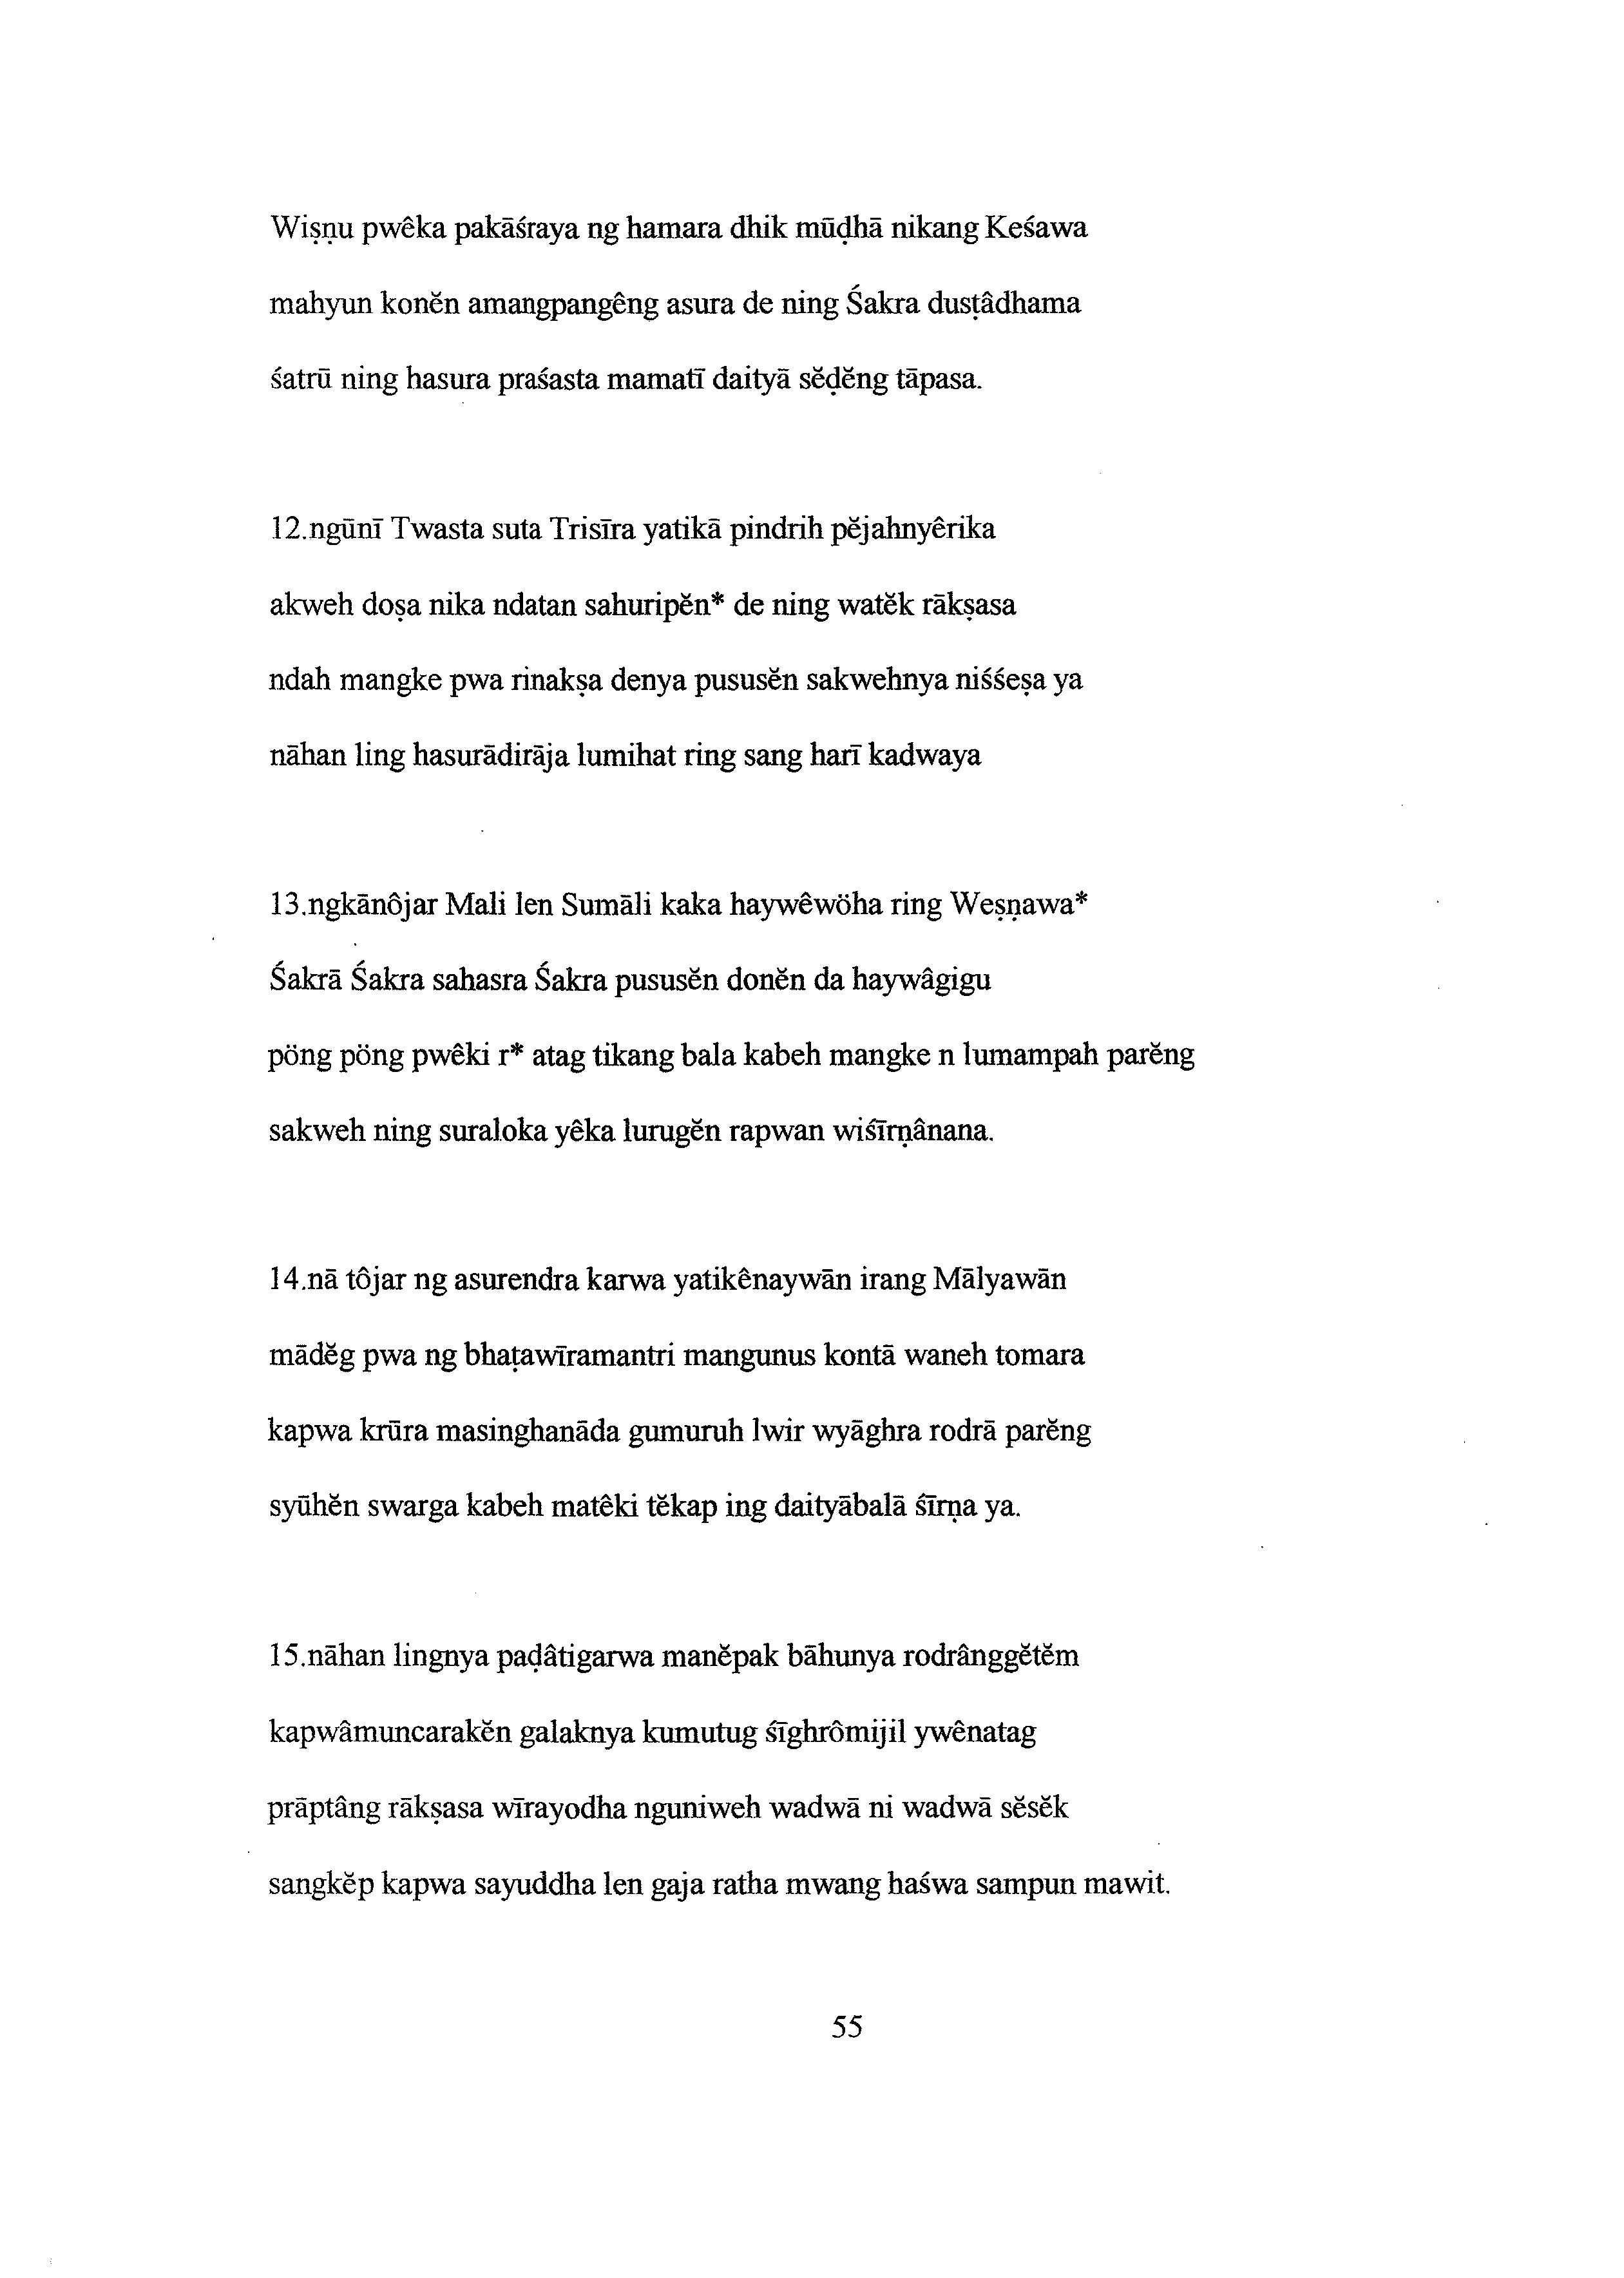 Wiṣṇu pwêka pakāśraya ng hamara dhik mūḍhā nikang Keśawa
mahyun konĕn amangpangêng asura de ning Śakra dusṭâdhama
śatrū ning hasura praśasta mamatī daityā sĕḍĕng tāpasa.
12.ngūnī Twasta suta Trisīra yatikā pindrih pĕjahnyêrika
akweh doṣa nika ndatan sahuripĕn* de ning watĕk rākṣasa
ndah mangke pwa rinakṣa denya pususĕn sakwehnya niśśeṣa ya
nāhan ling hasurādirāja lumihat ring sang harī kadwaya
13.ngkānôjar Mali len Sumāli kaka haywêwöha ring Weṣṇawa*
Śakrā Śakra sahasra Śakra pususĕn donĕn da haywâgigu
pöng pöng pwêki r* atag tikang bala kabeh mangke n lumampah parĕng
sakweh ning suraloka yêka lurugĕn rapwan wiśīrṇânana.
14.nā tôjar ng asurendra karwa yatikênaywān irang Mālyawān
mādĕg pwa ng bhaṭawīramantri mangunus kontā waneh tomara
kapwa krūra masinghanāda gumuruh lwir wyāghra rodrā parĕng
syūhĕn swarga kabeh matêki tĕkap ing daityābalā śīrṇa ya.
15.nāhan lingnya paḍâtigarwa manĕpak bāhunya rodrânggĕtĕm
kapwâmuncarakĕn galaknya kumutug śīghrômijil ywênatag
prāptâng rākṣasa wīrayodha nguniweh wadwā ni wadwā sĕsĕk
sangkĕp kapwa sayuddha len gaja ratha mwang haśwa sampun mawit.
55